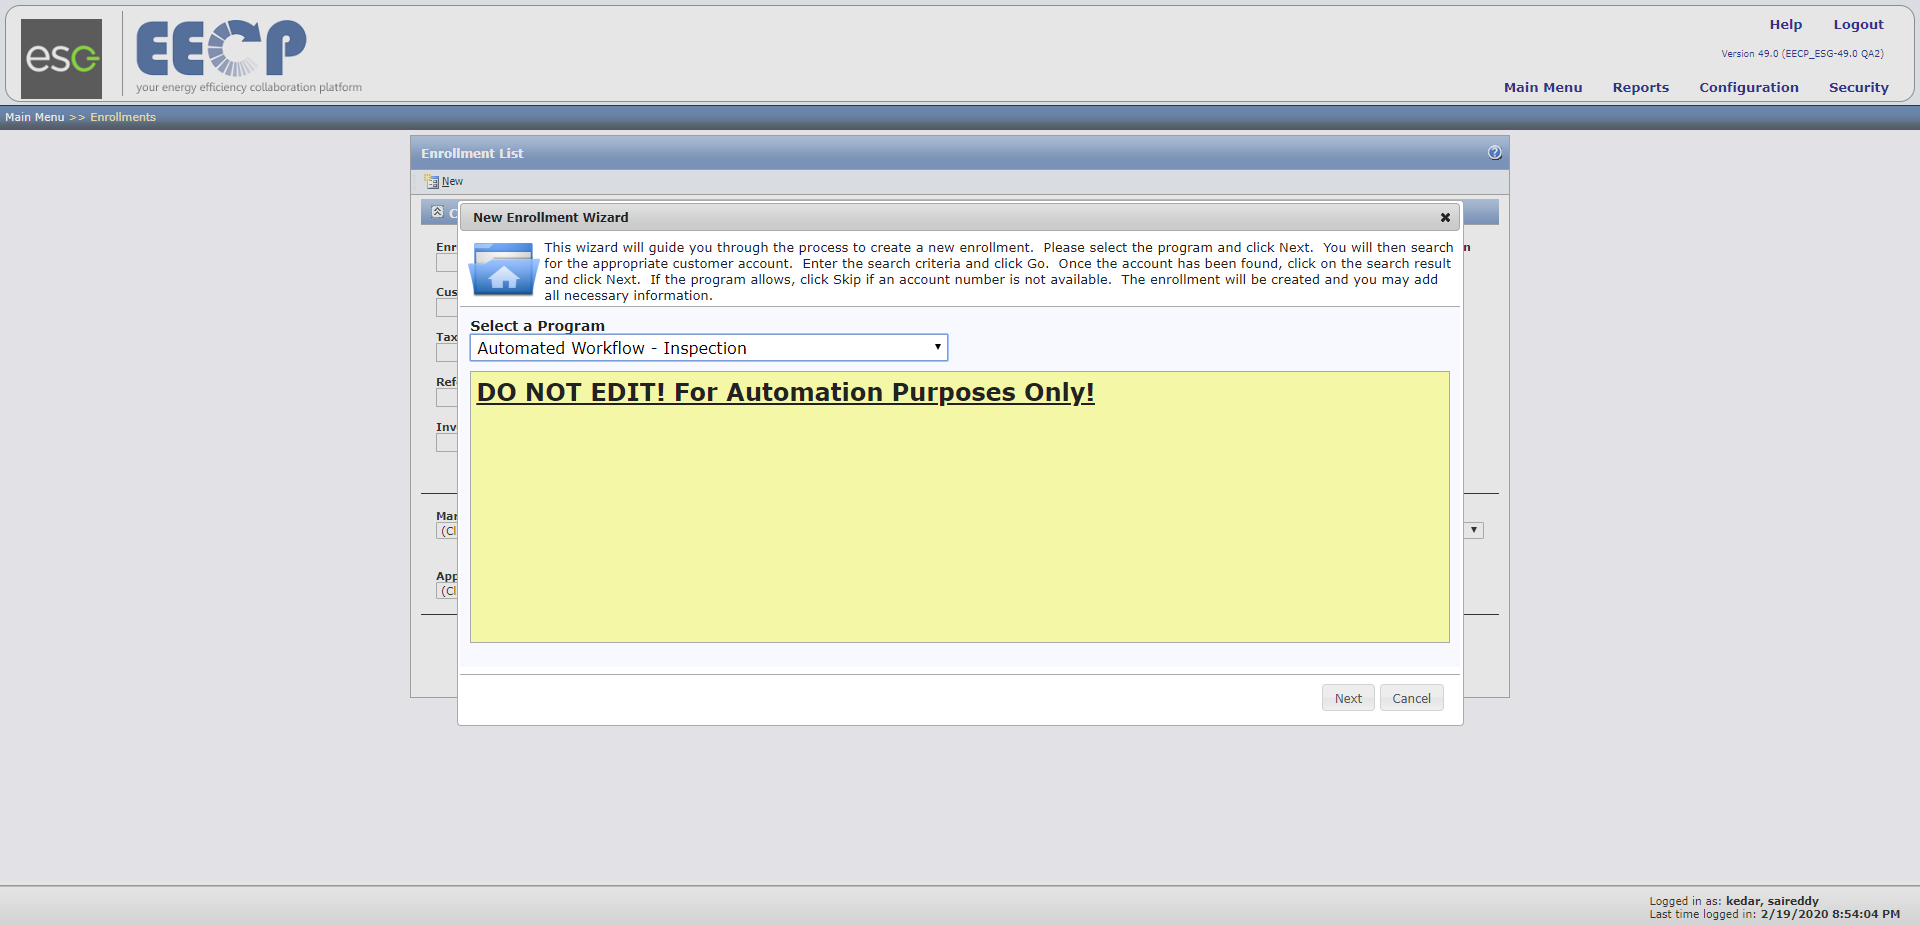 esc
EECP
your energy efficiency collaboration platform
Help Logout
Version 49.0 (EECP_ESG-49.0 QA2)
Main Menu Reports Configuration Security
Main Menu >> Enrollments
Enrollment List
New
New Enrollment Wizard
This wizard will guide you through the process to create a new enrollment. Please select the program and click Next. You will then search
for the appropriate customer account. Enter the search criteria and click Go. Once the account has been found, click on the search result
and click Next. If the program allows, click Skip if an account number is not available. The enrollment will be created and you may add
all necessary information.
Select a Program
Automated Workflow - Inspection
DO NOT EDIT! For Automation Purposes Only!
Enr
Cus
Tax
Refe
Inv
Mar
(Cl
App
(Cl
Next Cancel
Logged in as: kedar, saireddy
Last time logged in: 2/19/2020 8:54:04 PM